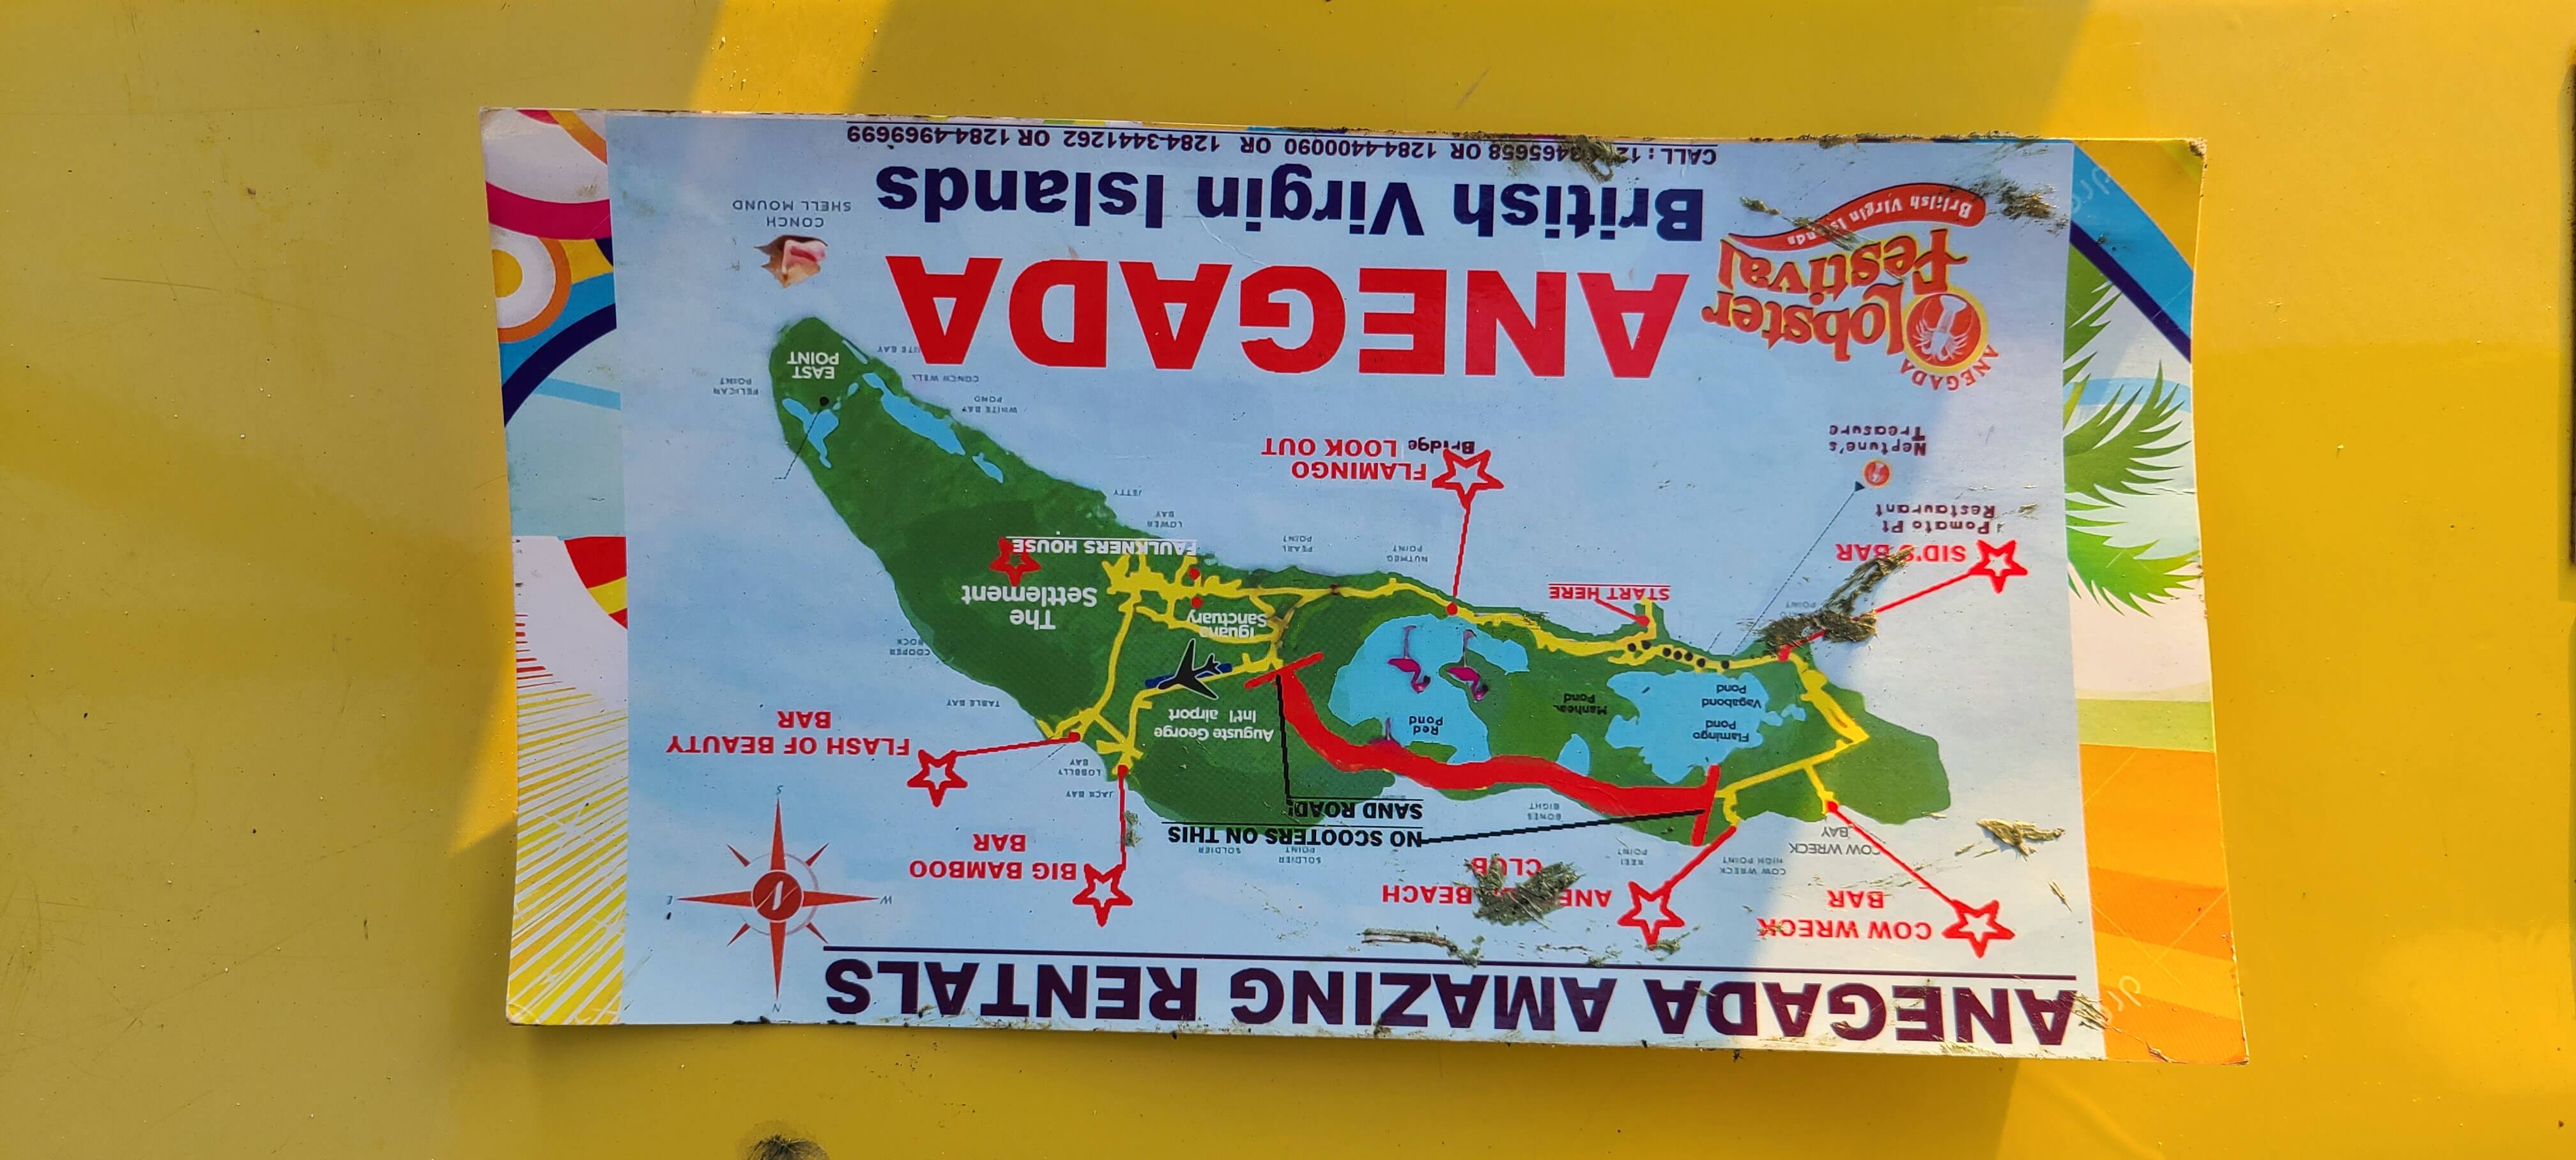 ANEGADA AMAZING RENTALS
COW WRECK
BAR
BEACH
CLUB
BIG BAMBOO
BAR
FLASH OF BEAUTY
BAR
N
W
S
COW WRECK
BAY
COW WRECK
HIGH POINT
REEF
POINT
SOLDIER
POINT
SOLDIER
NO SCOOTERS ON THIS
SAND ROAD!
BONES
BIGHT
JACK BAY
LOBLLY
BAY
TABLE BAY
COOPER
ROCK
Flamingo
Pond
Vagabond
Pond
Red
Pond
Pond
Auguste George
Int'l airport
Iguana
Sanctuary
The
Settlement
FAULKNERS HOUSE
START HERE
SID'S BAR
Pomato Pt
Restaurant
POINT
Neptune's
Treasure
FLAMINGO
Bridge LOOK OUT
NUTMEG
POINT
PEARL
POINT
LOWER
BAY
JETTY
WHITE BAY
POND
CONCH WELL
BAY
PELICAN
POINT
EAST
POINT
CONCH
SHELL MOUND
ANEGADA
Lobster
Festival
British Virgin Islands
ANEGADA
British Virgin Islands
CALL : OR 1284-4400090 OR 1284-3441262 OR 1284-4969699